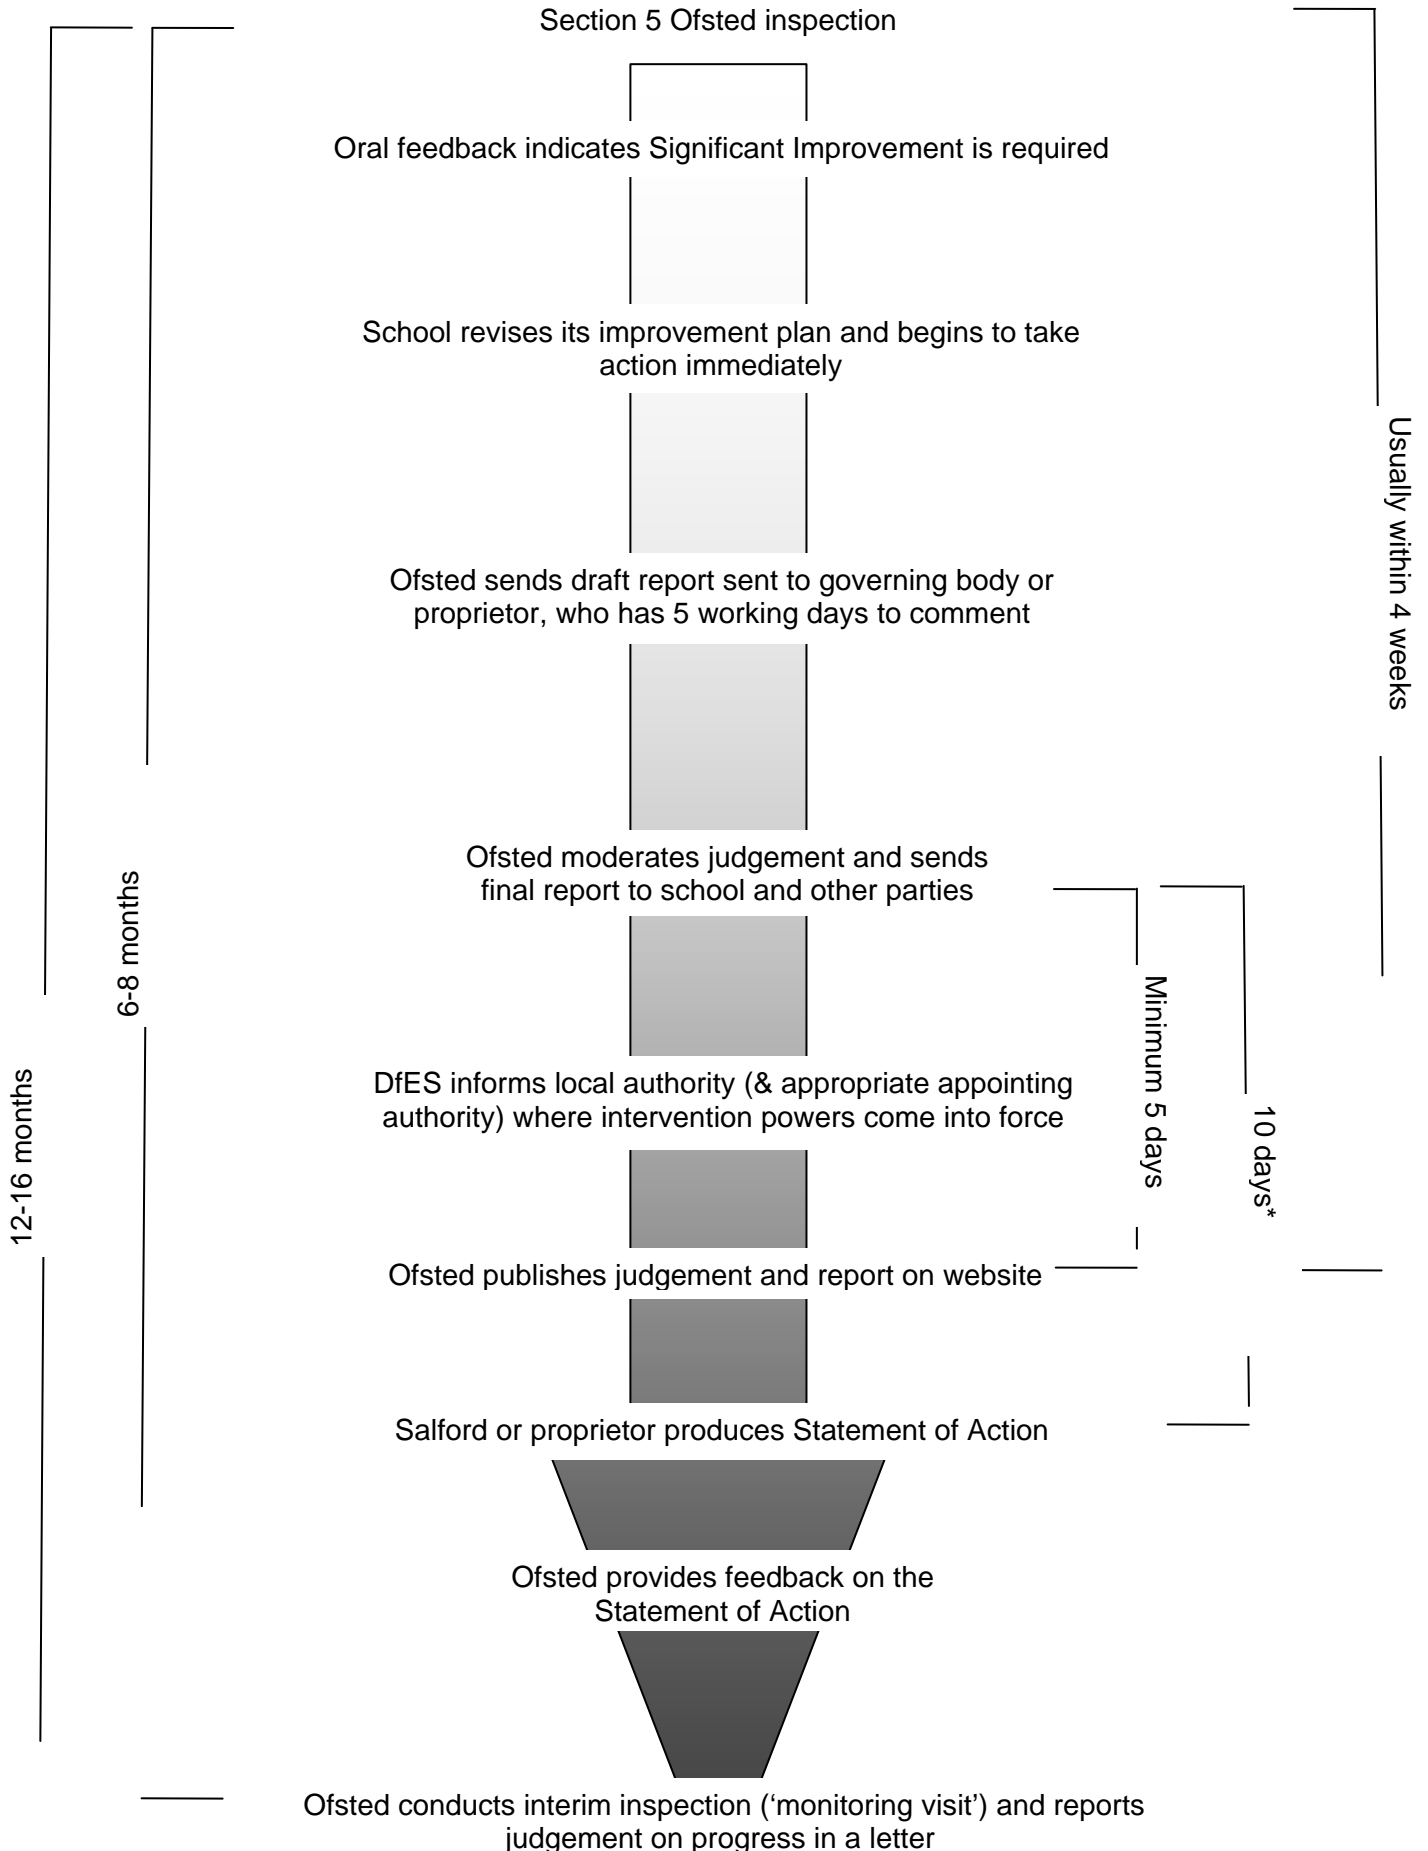 Section 5 Ofsted inspection
Oral feedback indicates Significant Improvement is required
School revises its improvement plan and begins to take
action immediately
Usually within 4 weeks
Ofsted sends draft report sent to governing body or
proprietor, who has 5 working days to comment
Ofsted moderates judgement and sends
final report to school and other parties
6-8 months
Minimum 5 days
DfES informs local authority (& appropriate appointing
authority) where intervention powers come into force
12-16 months
10 days*
Ofsted publishes judgement and report on website
Salford or proprietor produces Statement of Action
Ofsted provides feedback on the
Statement of Action
Ofsted conducts interim inspection (‘monitoring visit’) and reports
judgement on progress in a letter